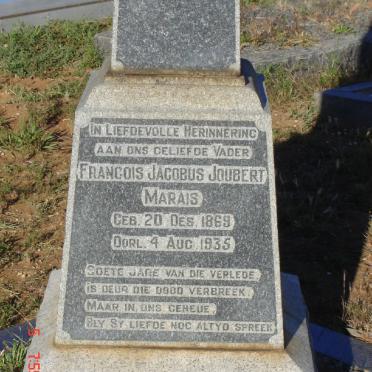 IN LIEFDEVOLLE HERINNERING
AAN ONS GELIEFDE VADER
FRANCOIS JACOBUS JOUBERT
MARAIS
GEB. 20 DES. 1869
OORL. 4 AUG. 1935
SOETE JARE VAN DIE VERLEDE
IS DEUR DIE DOOD VERBREEK,
MAAR IN ONS GEHEUE,
BLY SY LIEFDE NOG ALTYD SPREEK